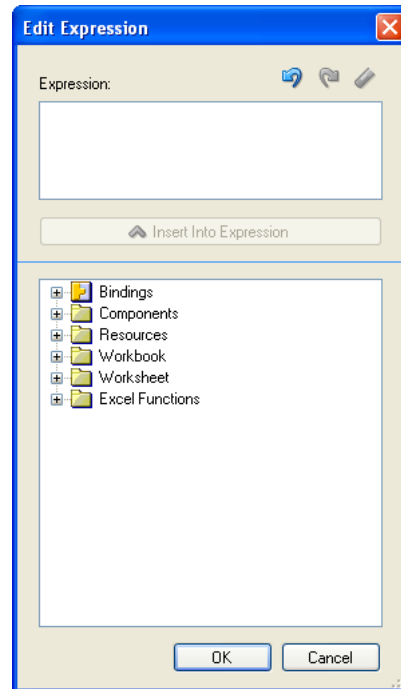 Edit Expression
Expression:
Insert Into Expression
Bindings
Components
Resources
Workbook
Worksheet
Excel Functions
OK Cancel